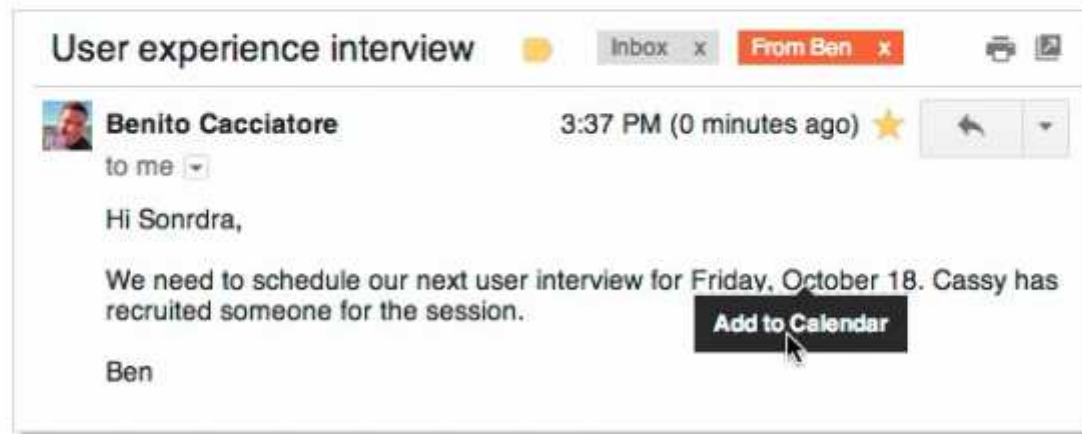 User experience interview Inbox x From Ben x
Benito Cacciatore 3:37 PM (0 minutes ago)
to me
Hi Sonrdra,
We need to schedule our next user interview for Friday, October 18. Cassy has
recruited someone for the session.
Add to Calendar
Ben